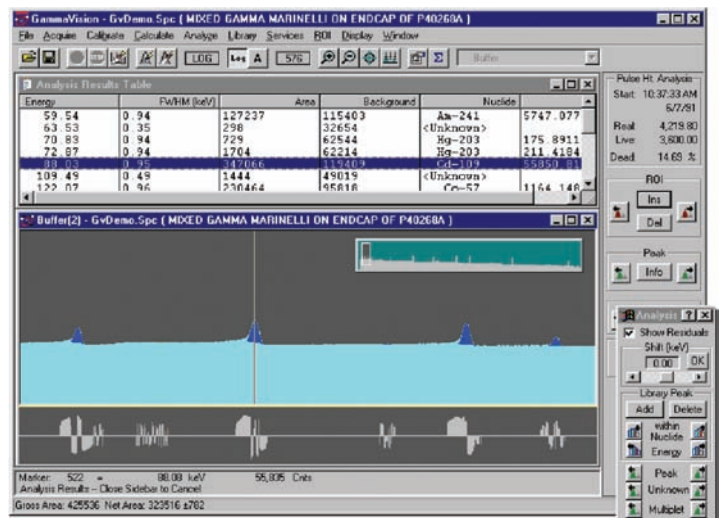 GammaVision - GvDemo.Spc ( MIXED GAMMA MARINELLI ON ENDCAP OF P40268A )
File Acquire Calibrate Calculate Analyze Library Services ROI Display Window
LOG Log A 576 Σ Buffer
Analysis Results Table
Energy FWHM (keV) Area Background Nuclide
59.54 0.94 127237 115403 Am-241 5747.077
63.53 0.35 298 32654 <Unknown>
70.83 0.94 729 62544 Hg-203 175.8911
72.87 0.94 1704 62214 Hg-203 211.4184
88.03 0.95 347066 119409 Cd-109 55850.81
109.49 0.49 1444 49019 <Unknown>
122.07 0.96 230464 95818 Co-57 1164.148
Buffer(2) - GvDemo.Spc ( MIXED GAMMA MARINELLI ON ENDCAP OF P40268A )
Marker: 522 = 88.08 keV 55,835 Cnts
Analysis Results -- Close Sidebar to Cancel
Gross Area: 425536 Net Area: 323516 ±782
Pulse Ht. Analysis
Start: 10:37:33 AM
6/7/91
Real: 4,219.80
Live: 3,600.00
Dead: 14.69 %
ROI
Ins
Del
Peak
Info
Analysis ? X
Show Residuals
Shift (keV)
0.00 OK
Library Peak
Add Delete
within
Nuclide
Energy
Peak
Unknown
Multiplet